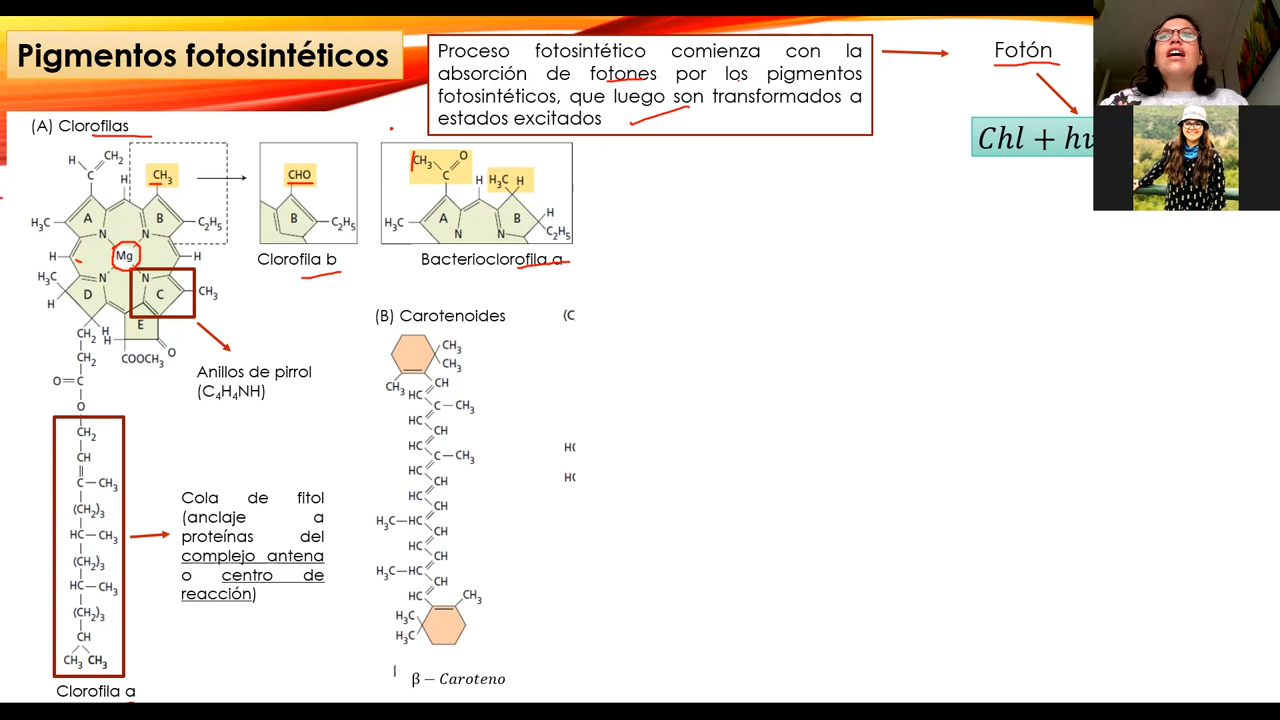 Pigmentos fotosintéticos
Proceso fotosintético comienza con la
absorción de fotones por los pigmentos
fotosintéticos, que luego son transformados a
estados excitados
Fotón
Chl + hν
(A) Clorofilas
H
CH₂
C
H
CH₃
A
B
H₃C
C₂H₅
N
N
H
Mg
H
H₃C
N
N
D
C
CH₃
H
E
H
H
O
COOCH₃
CH₂
CH₂
O=C
O
CH₂
CH
C—CH₃
(CH₂)₃
HC—CH₃
(CH₂)₃
HC—CH₃
(CH₂)₃
CH
CH₃ CH₃
Clorofila a
CHO
B
C₂H₅
Clorofila b
CH₃
O
C
H
H₃C H
H₃C
A
B
H
N
N
C₂H₅
Bacterioclorofila a
Anillos de pirrol
(C₄H₄NH)
Cola de fitol
(anclaje a
proteínas del
complejo antena
o centro de
reacción)
(B) Carotenoides
(C
CH₃
CH₃
CH₃
CH
HC
C—CH₃
HC
CH
HC
C—CH₃
HC
CH
HC
CH
H₃C—HC
CH
HC
CH
H₃C—HC
CH
HC
CH₃
H₃C
H₃C
β − Caroteno
H(
H(